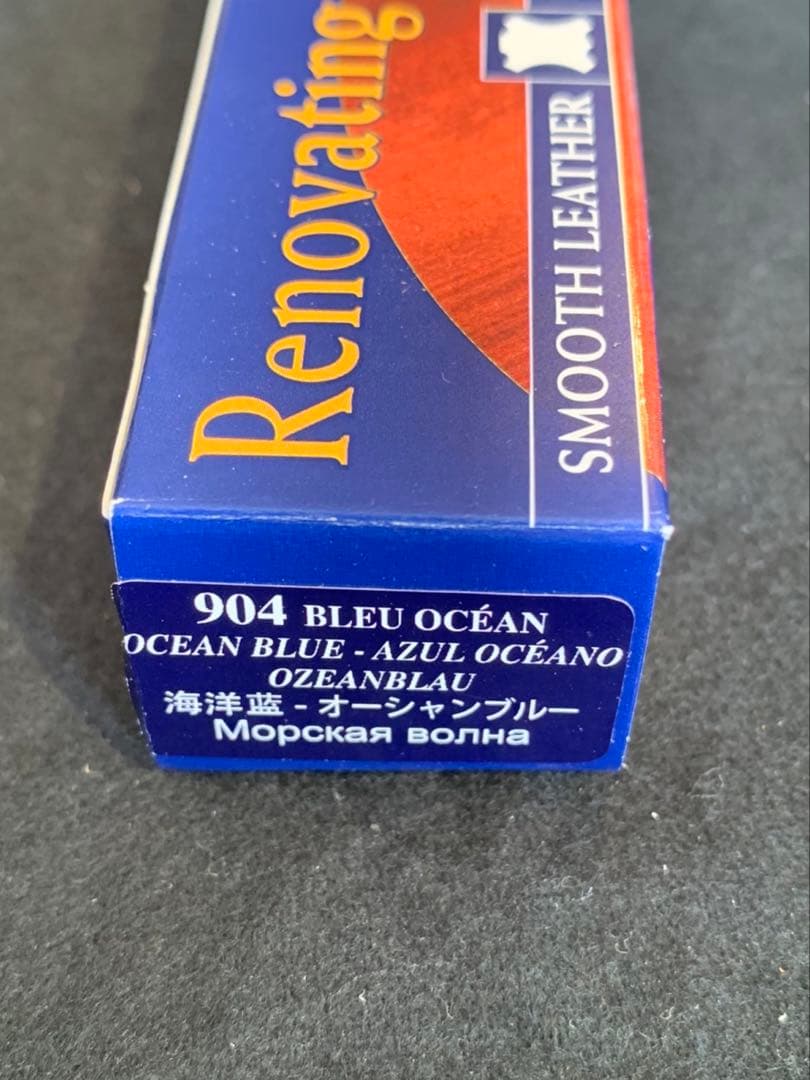 Renovating
SMOOTH LEATHER
904 BLEU OCÉAN
OCEAN BLUE - AZUL OCÉANO
OZEANBLAU
海洋蓝 - オーシャンブルー
Морская волна